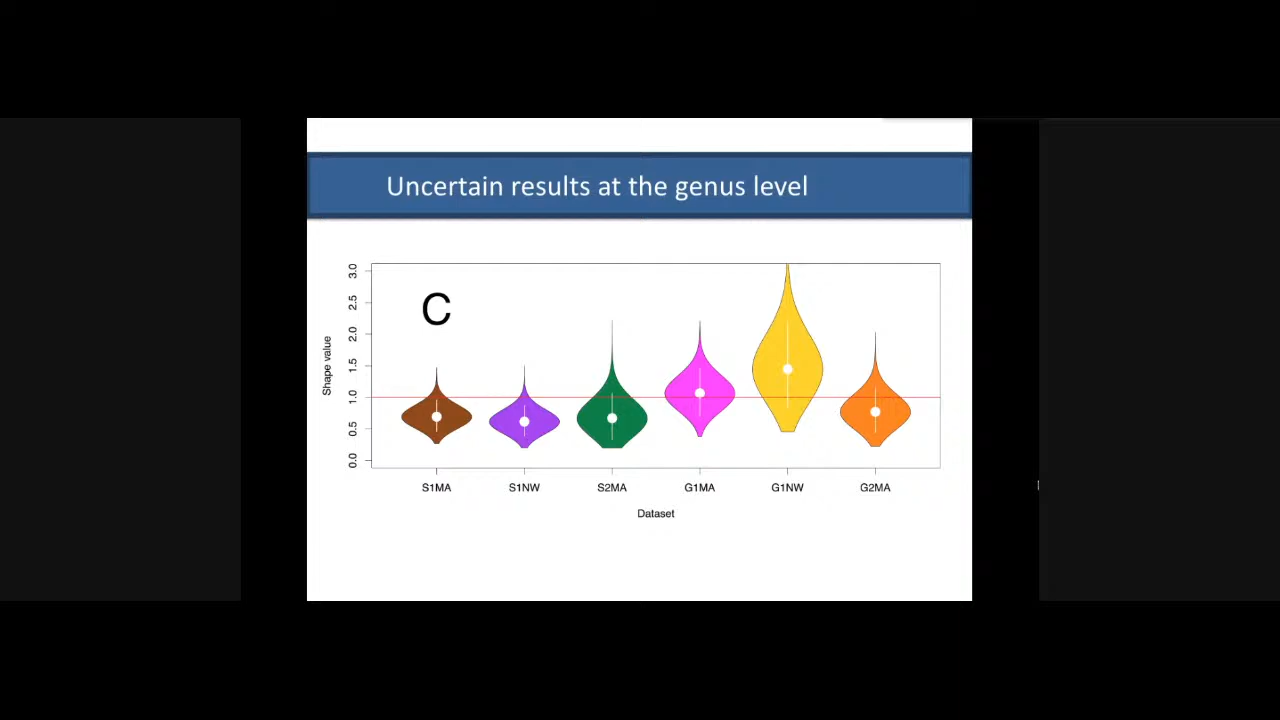 Uncertain results at the genus level
C
Shape value
3.0
2.5
2.0
1.5
1.0
0.5
0.0
S1MA S1NW S2MA G1MA G1NW G2MA
Dataset